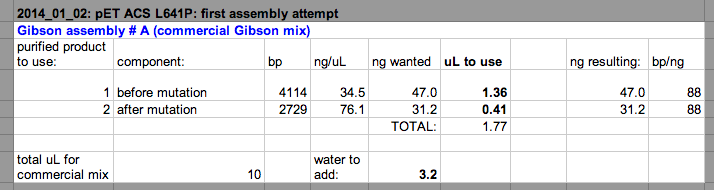 2014_01_02: pET ACS L641P: first assembly attempt
Gibson assembly # A (commercial Gibson mix)
purified product
to use: component: bp ng/uL ng wanted uL to use ng resulting: bp/ng
1 before mutation 4114 34.5 47.0 1.36 47.0 88
2 after mutation 2729 76.1 31.2 0.41 31.2 88
TOTAL: 1.77
total uL for water to
commercial mix 10 add: 3.2